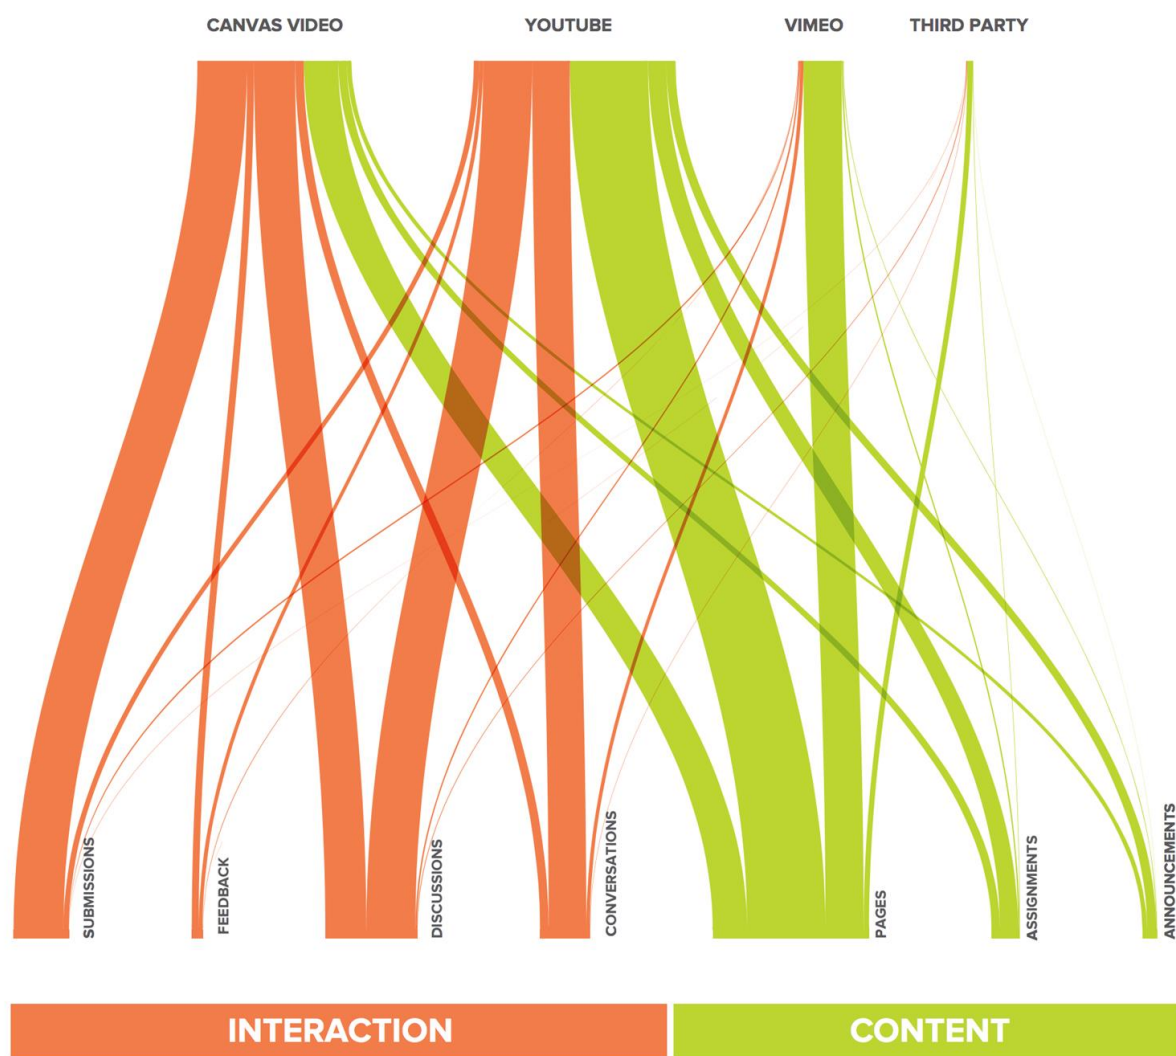 CANVAS VIDEO
YOUTUBE
VIMEO
THIRD PARTY
SUBMISSIONS
FEEDBACK
DISCUSSIONS
CONVERSATIONS
PAGES
ASSIGNMENTS
ANNOUNCEMENTS
INTERACTION
CONTENT